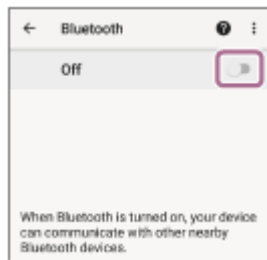 Bluetooth
Off
When Bluetooth is turned on, your device
can communicate with other nearby
Bluetooth devices.